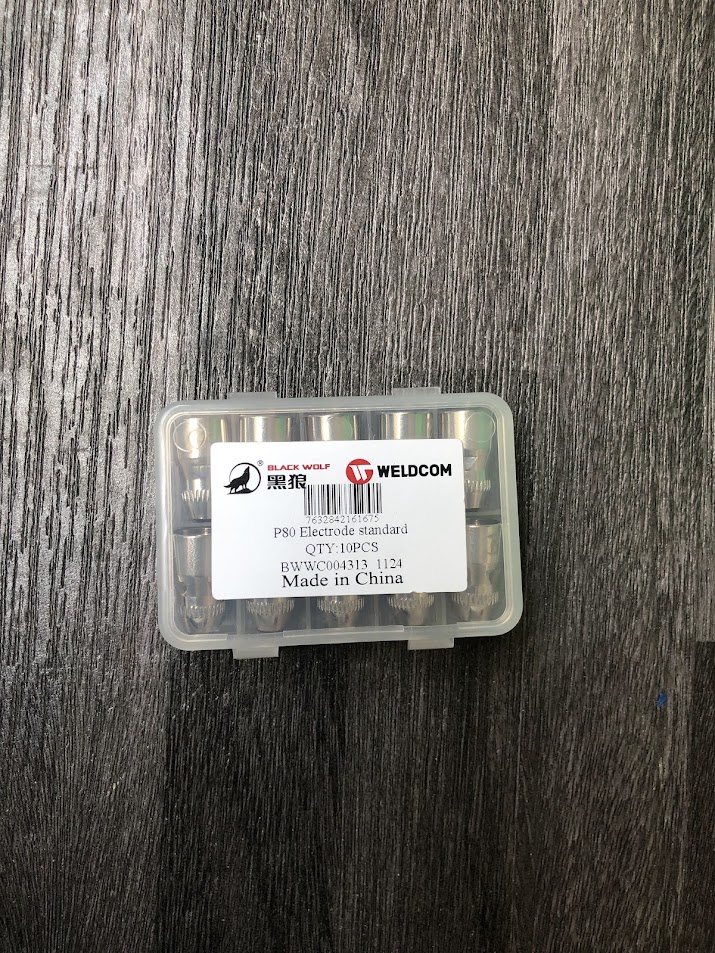 ® BLACK WOLF
黑狼
WELDCOM
7632842161675
P80 Electrode standard
QTY:10PCS
BWWC004313 1124
Made in China